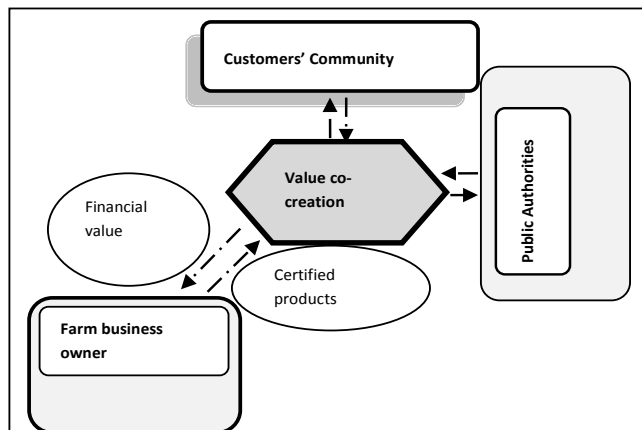 Customers’ Community
Value co-
creation
Public Authorities
Financial
value
Certified
products
Farm business
owner